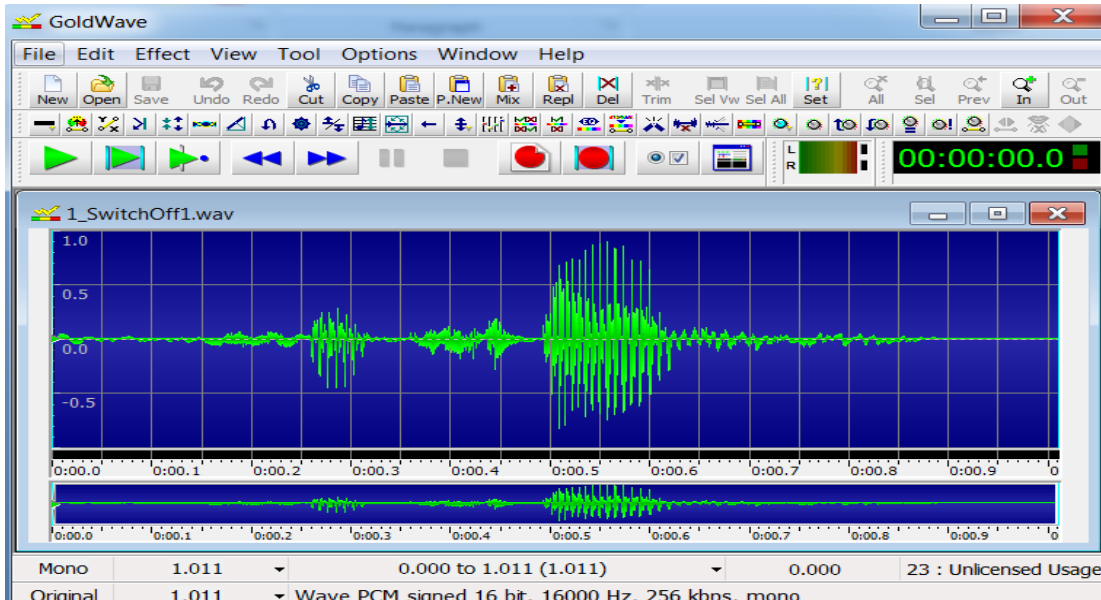 GoldWave
File Edit Effect View Tool Options Window Help
New Open Save Undo Redo Cut Copy Paste P.New Mix Repl Del Trim Sel Vw Sel All Set All Sel Prev In Out
L
R
00:00:00.0
1_SwitchOff1.wav
1.0
0.5
0.0
-0.5
0:00.0 0:00.1 0:00.2 0:00.3 0:00.4 0:00.5 0:00.6 0:00.7 0:00.8 0:00.9 0
0:00.0 0:00.1 0:00.2 0:00.3 0:00.4 0:00.5 0:00.6 0:00.7 0:00.8 0:00.9 0
Mono 1.011 0.000 to 1.011 (1.011) 0.000 23 : Unlicensed Usage
Original 1.011 Wave PCM signed 16 bit, 16000 Hz, 256 kbps, mono